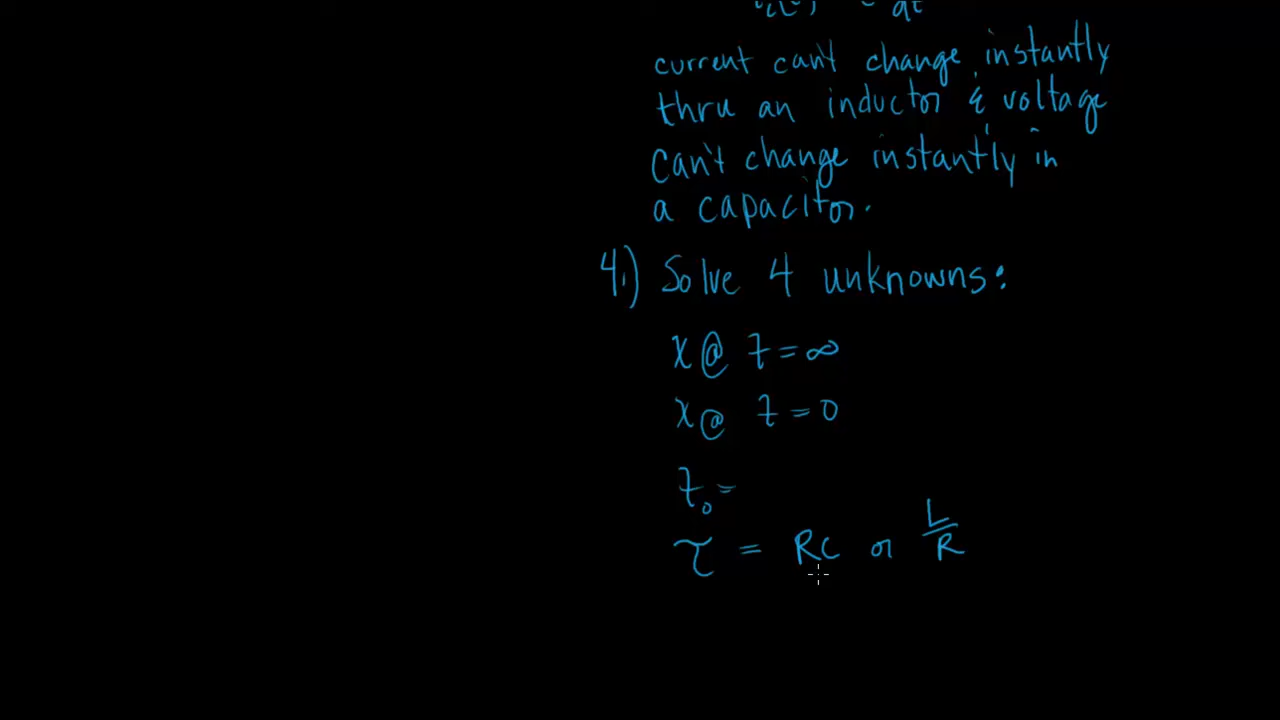 current can't change instantly
thru an inductor & voltage
can't change instantly in
a capacitor.
4.) Solve 4 unknowns:
x@ t = ∞
x@ t = 0
t₀ =
τ = RC or L/R